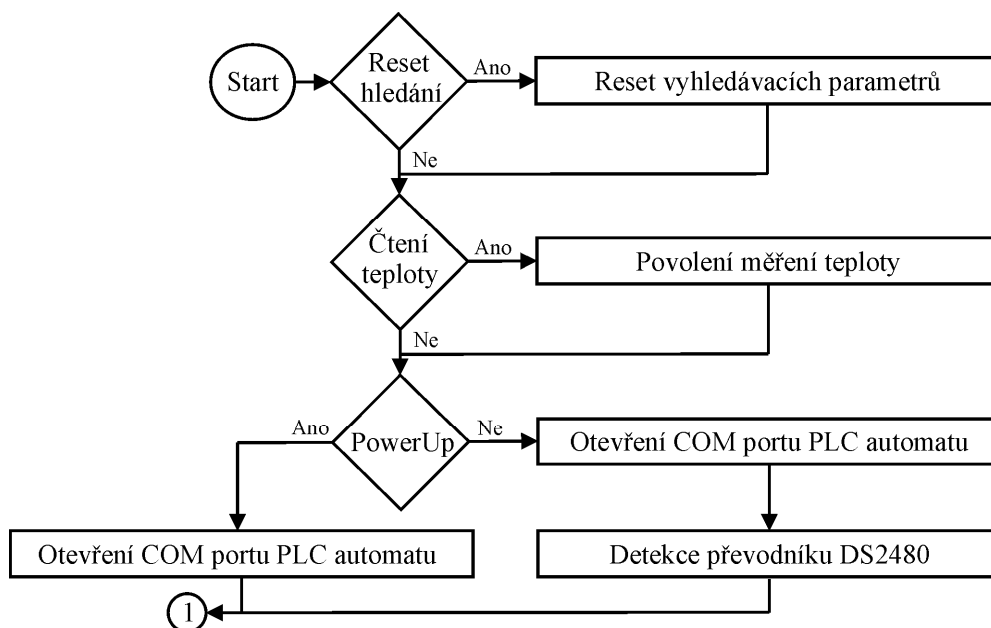 Start
Reset
hledání
Ano
Reset vyhledávacích parametrů
Ne
Čtení
teploty
Ano
Povolení měření teploty
Ne
PowerUp
Ano
Ne
Otevření COM portu PLC automatu
Otevření COM portu PLC automatu
Detekce převodníku DS2480
1